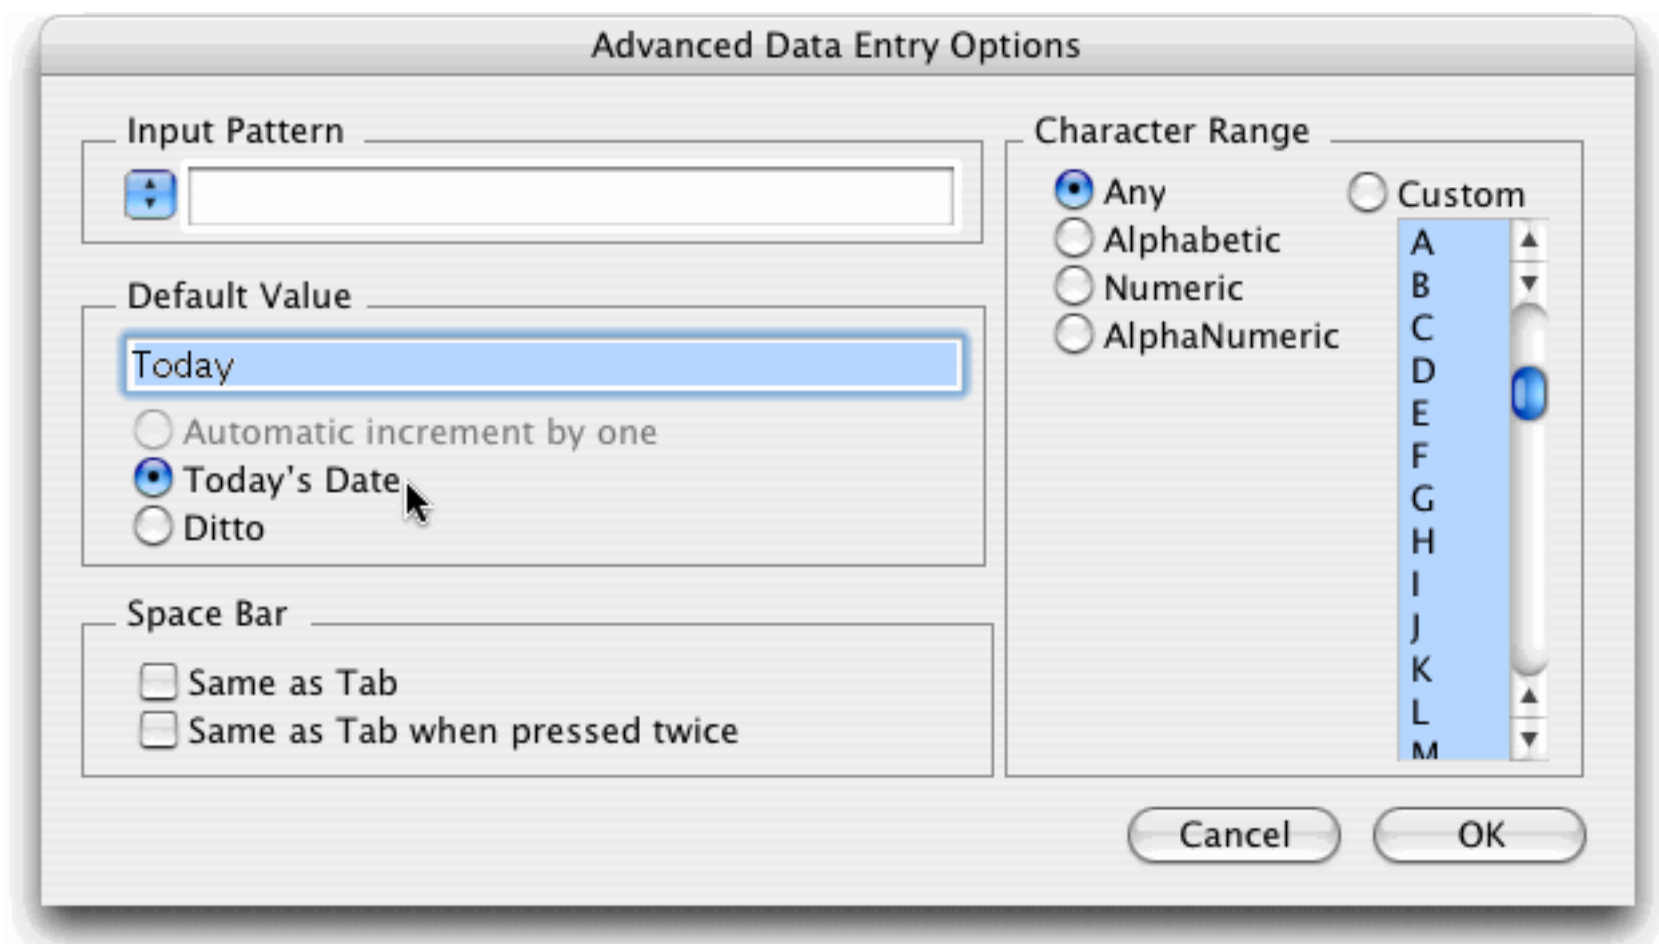 Advanced Data Entry Options
Input Pattern
Default Value
Today
Automatic increment by one
Today's Date
Ditto
Space Bar
Same as Tab
Same as Tab when pressed twice
Character Range
Any
Alphabetic
Numeric
AlphaNumeric
Custom
A
B
C
D
E
F
G
H
I
J
K
L
M
Cancel
OK